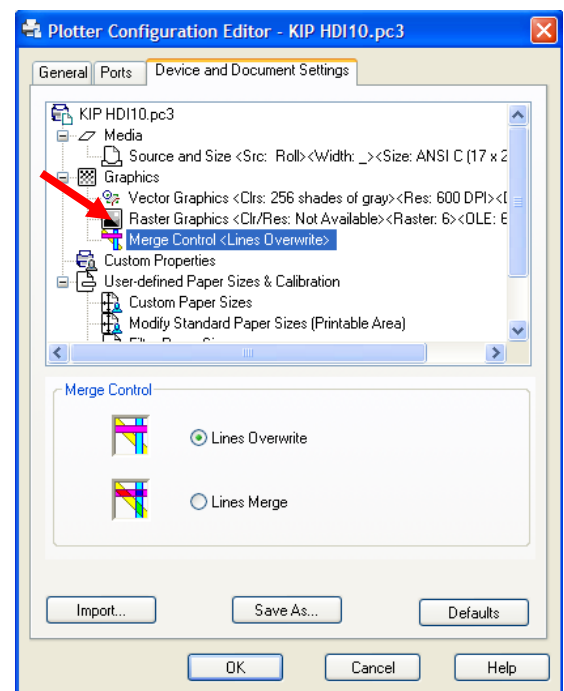 Plotter Configuration Editor - KIP HDI10.pc3
General Ports Device and Document Settings
KIP HDI10.pc3
Media
Source and Size <Src: Roll><Width: _><Size: ANSI C (17 x 2
Graphics
Vector Graphics <Clrs: 256 shades of gray><Res: 600 DPI><
Raster Graphics <Clr/Res: Not Available><Raster: 6><OLE: 6
Merge Control <Lines Overwrite>
Custom Properties
User-defined Paper Sizes & Calibration
Custom Paper Sizes
Modify Standard Paper Sizes (Printable Area)
Merge Control
Lines Overwrite
Lines Merge
Import... Save As... Defaults
OK Cancel Help